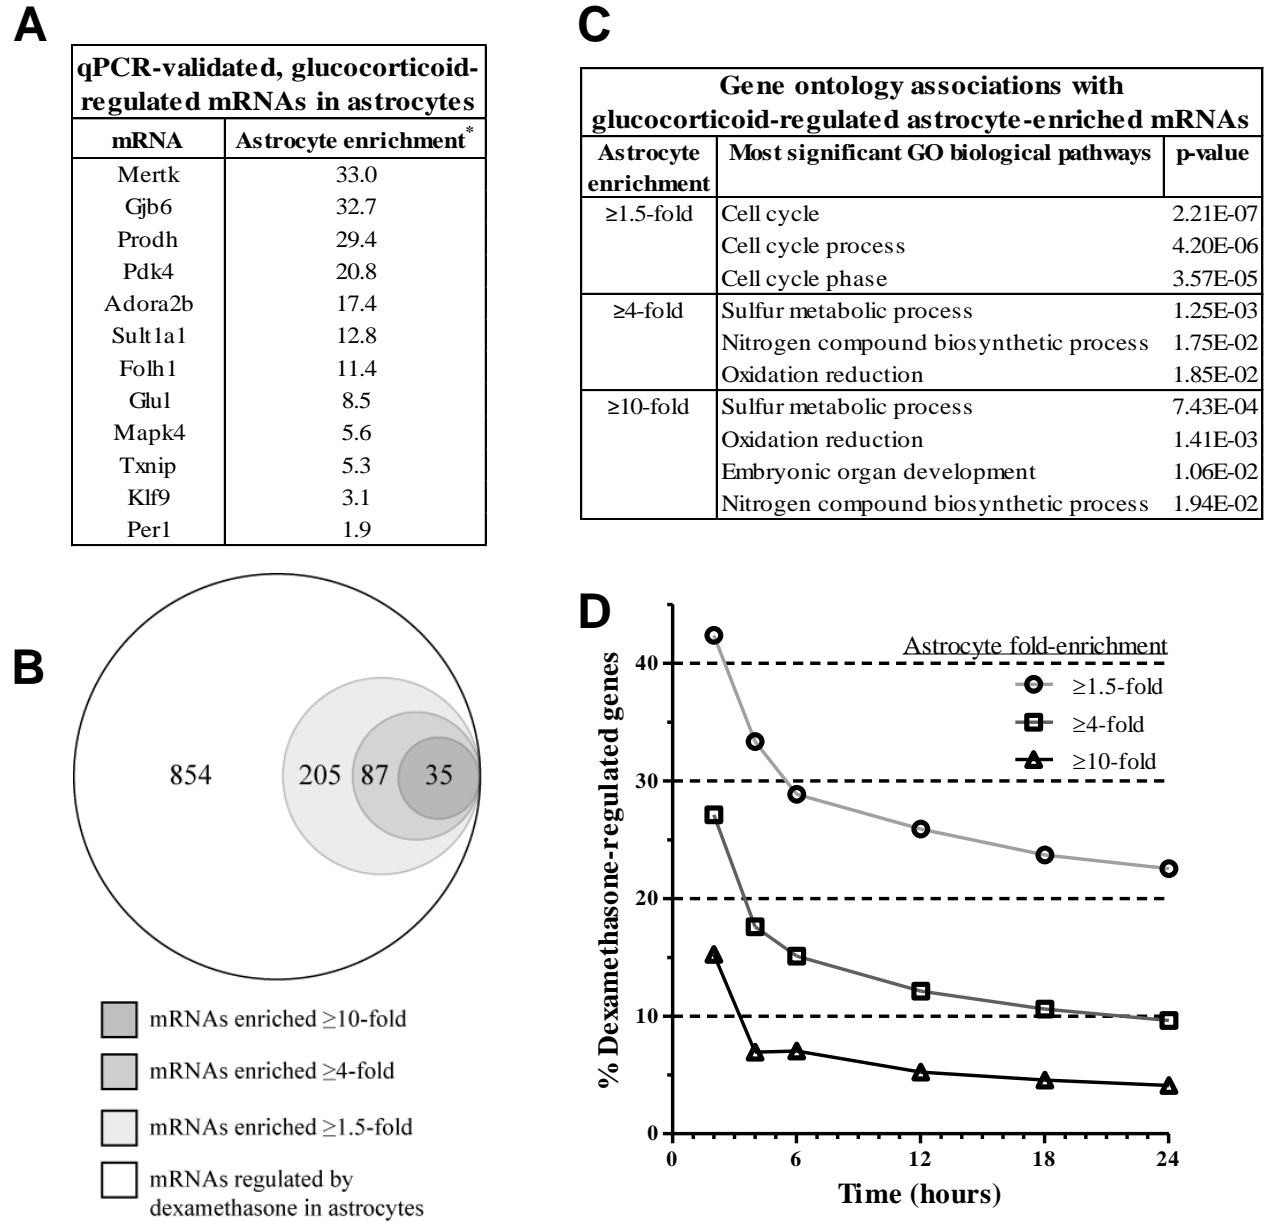 A
qPCR-validated, glucocorticoid-
regulated mRNAs in astrocytes
mRNA Astrocyte enrichment*
Mertk 33.0
Gjb6 32.7
Prodh 29.4
Pdk4 20.8
Adora2b 17.4
Sult1a1 12.8
Folh1 11.4
Glul 8.5
Mapk4 5.6
Txnip 5.3
Klf9 3.1
Per1 1.9
B
854 205 87 35
mRNAs enriched ≥10-fold
mRNAs enriched ≥4-fold
mRNAs enriched ≥1.5-fold
mRNAs regulated by
dexamethasone in astrocytes
C
Gene ontology associations with
glucocorticoid-regulated astrocyte-enriched mRNAs
Astrocyte
enrichment
Most significant GO biological pathways
p-value
≥1.5-fold Cell cycle 2.21E-07
Cell cycle process 4.20E-06
Cell cycle phase 3.57E-05
≥4-fold Sulfur metabolic process 1.25E-03
Nitrogen compound biosynthetic process 1.75E-02
Oxidation reduction 1.85E-02
≥10-fold Sulfur metabolic process 7.43E-04
Oxidation reduction 1.41E-03
Embryonic organ development 1.06E-02
Nitrogen compound biosynthetic process 1.94E-02
D
% Dexamethasone-regulated genes
40
30
20
10
0
Astrocyte fold-enrichment
≥1.5-fold
≥4-fold
≥10-fold
0 6 12 18 24
Time (hours)